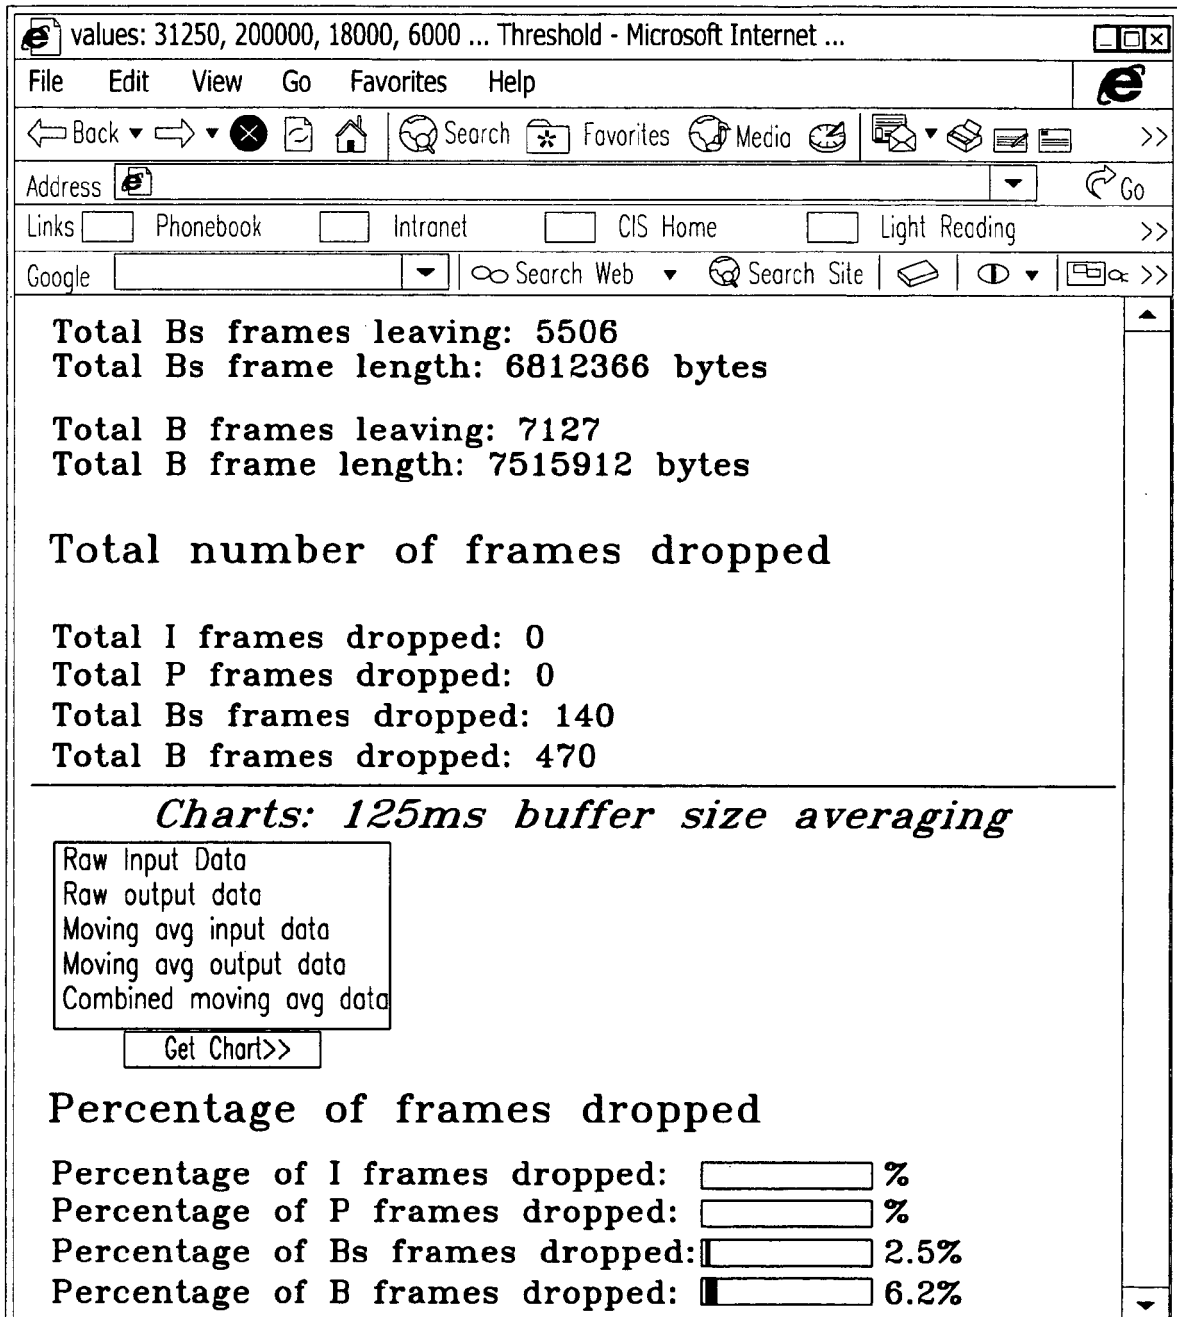 values: 31250, 200000, 18000, 6000 ... Threshold - Microsoft Internet ...
File Edit View Go Favorites Help
Back Search Favorites Media >>
Address Go
Links Phonebook Intranet CIS Home Light Reading >>
Google Search Web Search Site >>
Total Bs frames leaving: 5506
Total Bs frame length: 6812366 bytes
Total B frames leaving: 7127
Total B frame length: 7515912 bytes
Total number of frames dropped
Total I frames dropped: 0
Total P frames dropped: 0
Total Bs frames dropped: 140
Total B frames dropped: 470
Charts: 125ms buffer size averaging
Raw Input Data
Raw output data
Moving avg input data
Moving avg output data
Combined moving avg data
Get Chart>>
Percentage of frames dropped
Percentage of I frames dropped: %
Percentage of P frames dropped: %
Percentage of Bs frames dropped: 2.5%
Percentage of B frames dropped: 6.2%